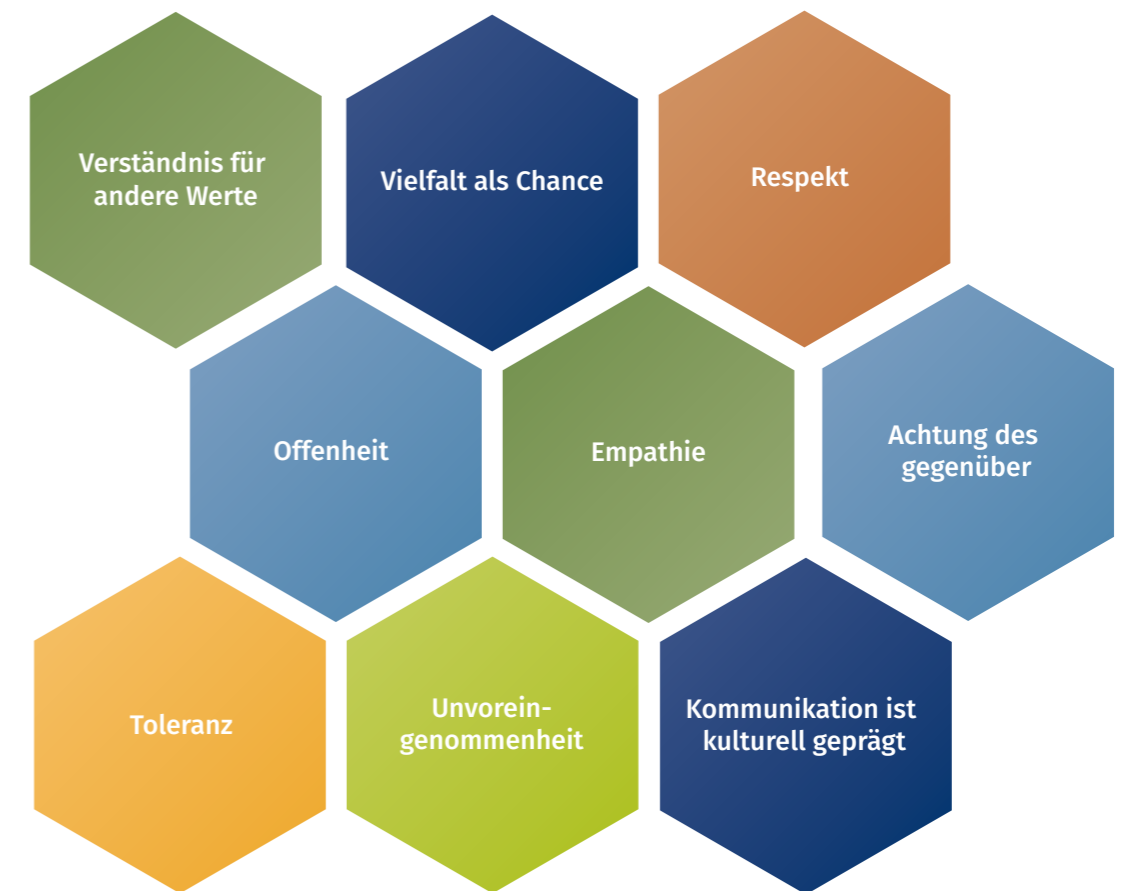 Verständnis für
andere Werte
Vielfalt als Chance
Respekt
Offenheit
Empathie
Achtung des
gegenüber
Toleranz
Unvorein-
genommenheit
Kommunikation ist
kulturell geprägt